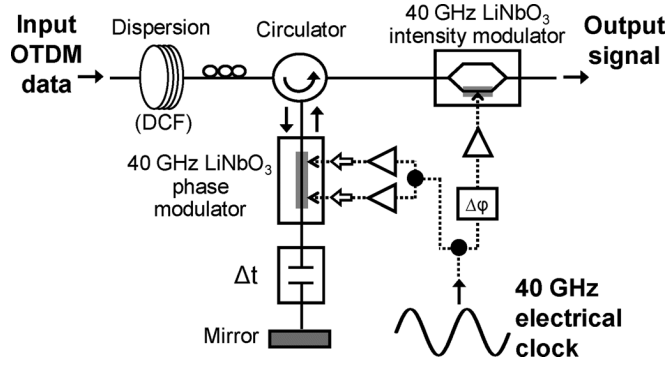 Input
OTDM
data
Dispersion
(DCF)
Circulator
40 GHz LiNbO₃
intensity modulator
Output
signal
40 GHz LiNbO₃
phase
modulator
Δφ
Δt
Mirror
40 GHz
electrical
clock